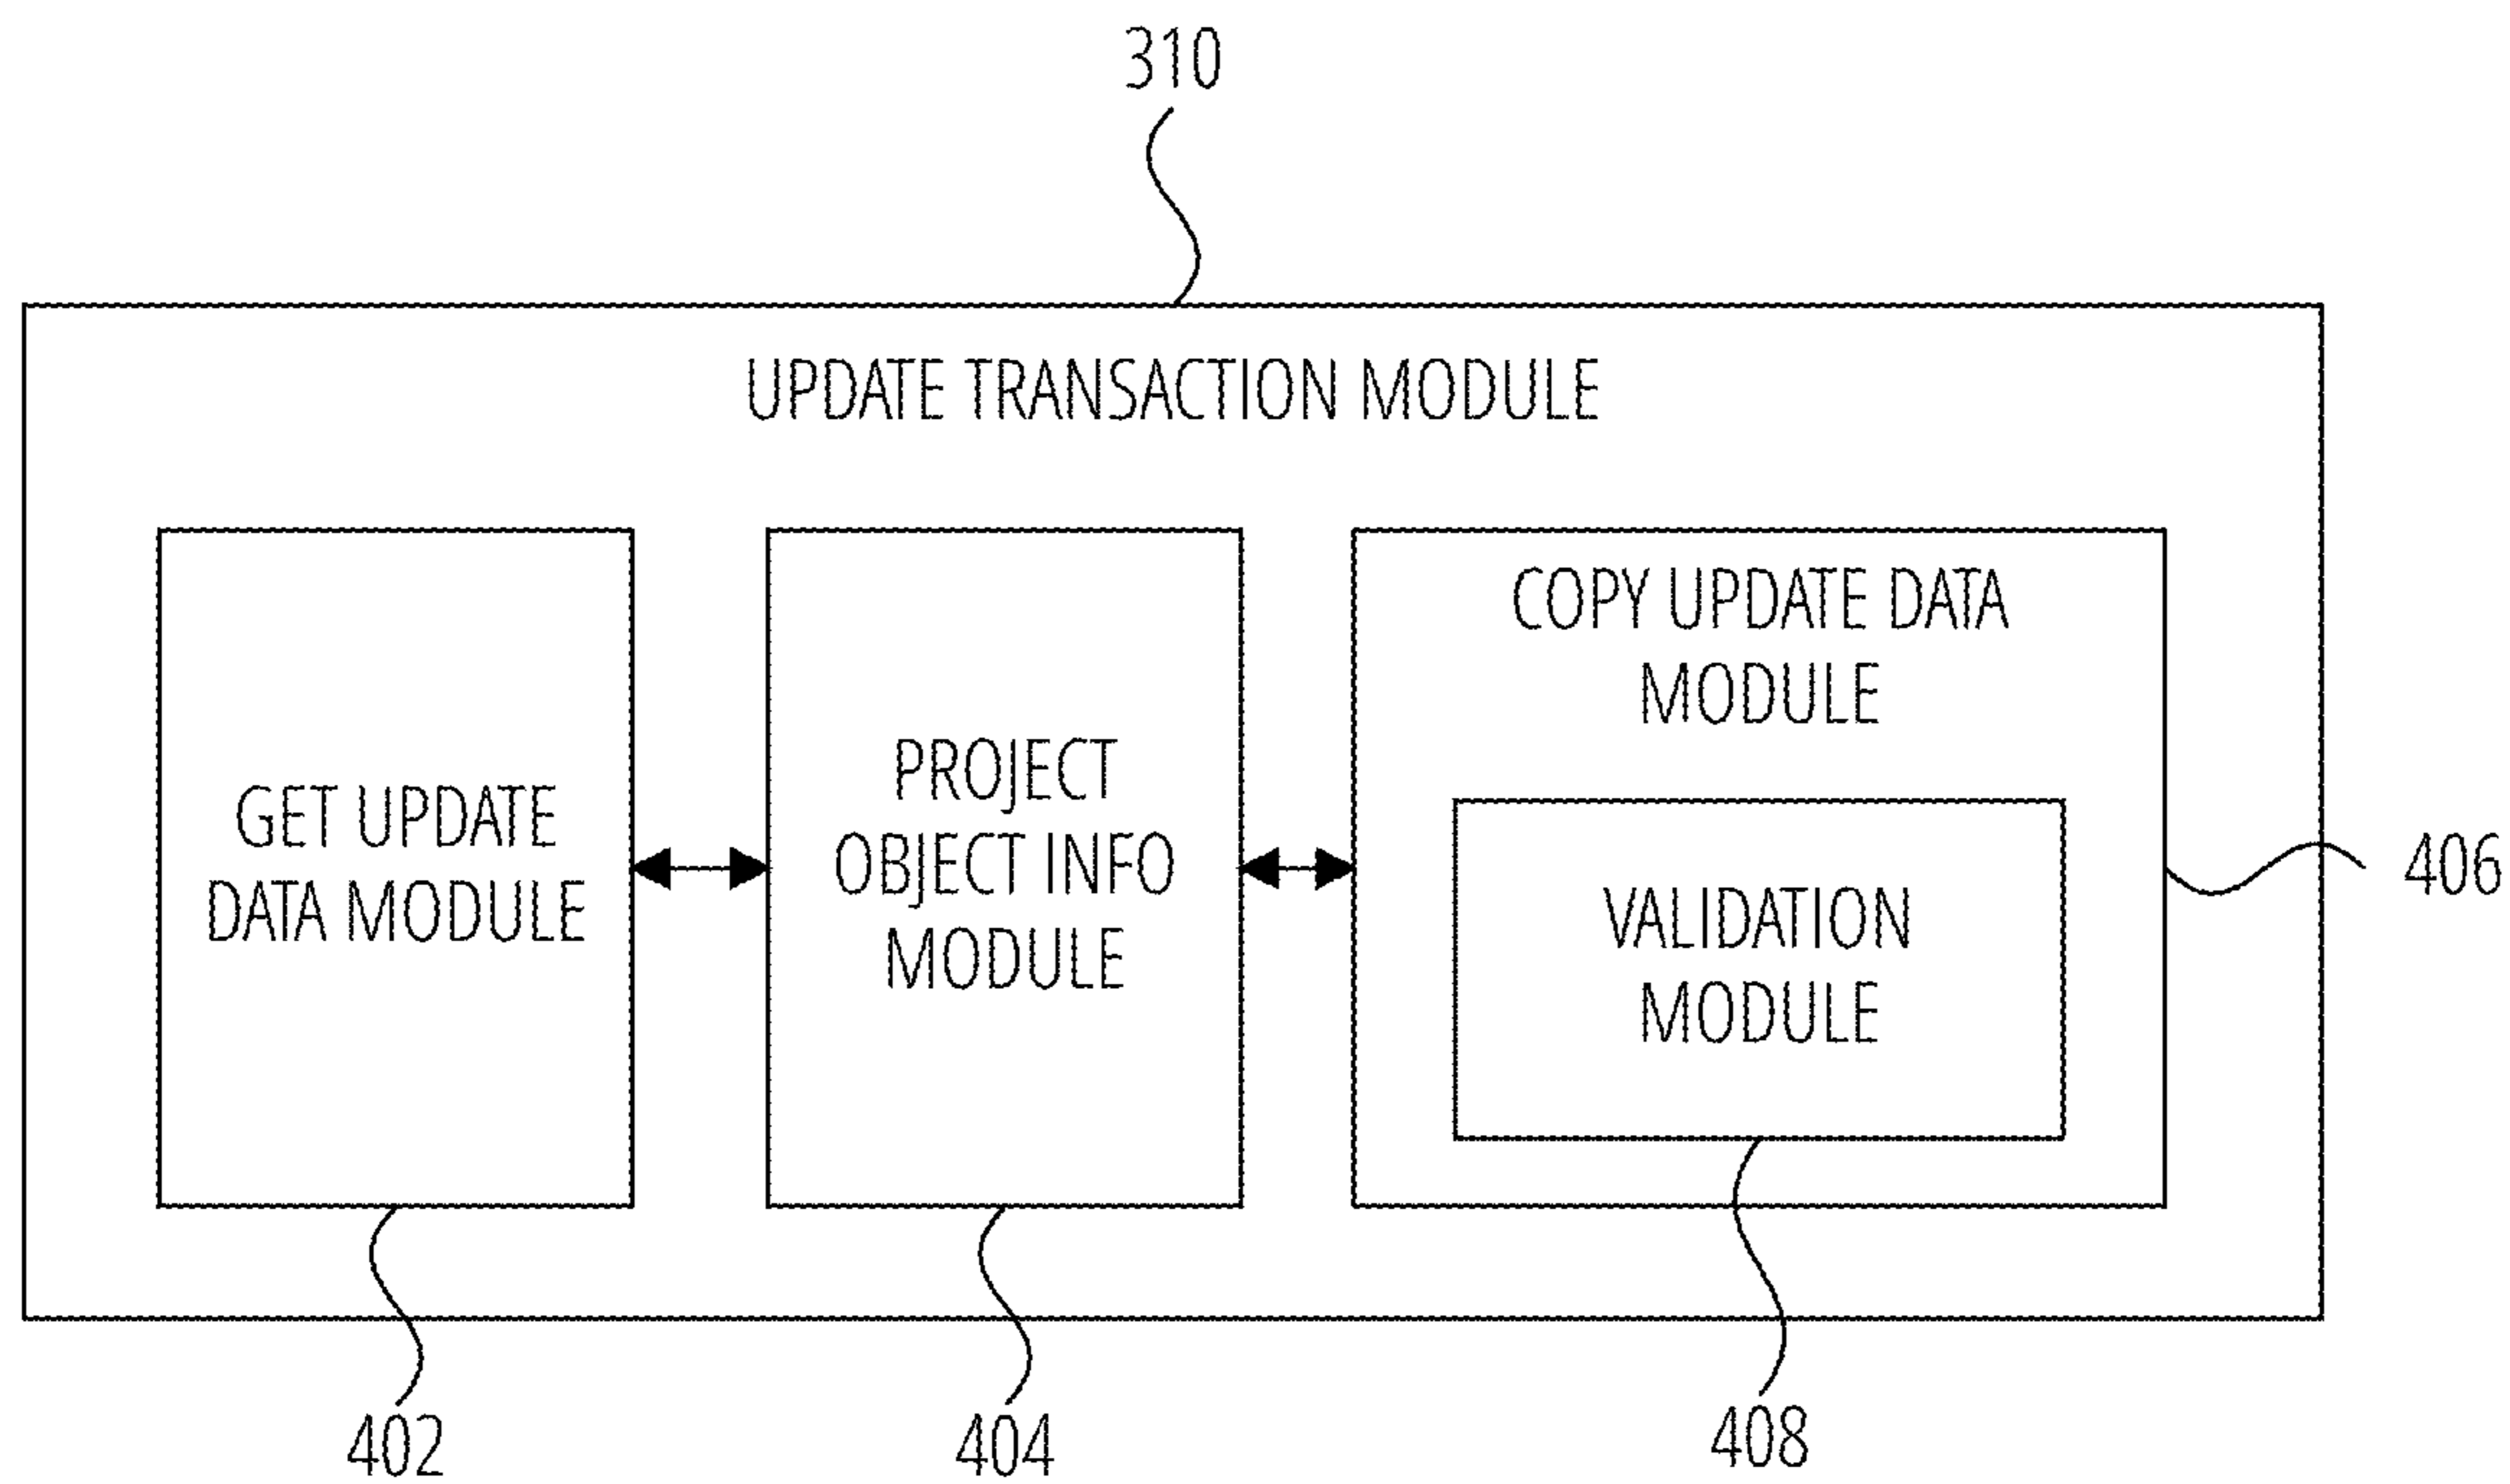 310
UPDATE TRANSACTION MODULE
GET UPDATE
DATA MODULE
PROJECT
OBJECT INFO
MODULE
COPY UPDATE DATA
MODULE
VALIDATION
MODULE
406
402
404
408